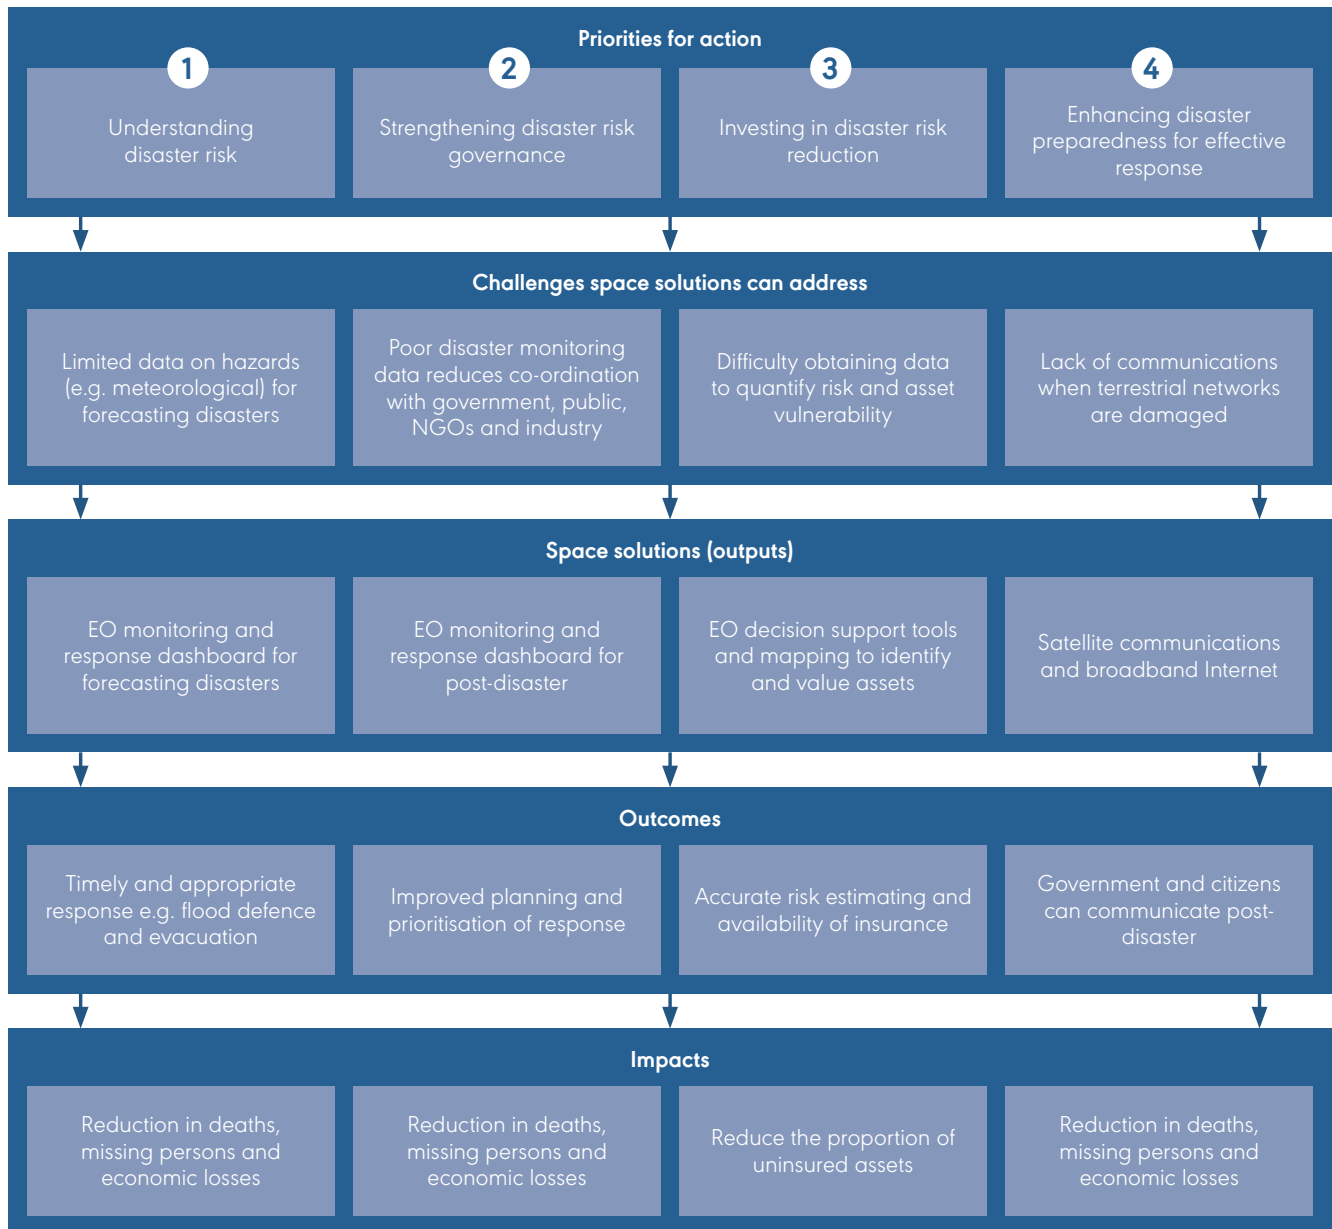 Priorities for action
1
Understanding
disaster risk
2
Strengthening disaster risk
governance
3
Investing in disaster risk
reduction
4
Enhancing disaster
preparedness for effective
response
Challenges space solutions can address
Limited data on hazards
(e.g. meteorological) for
forecasting disasters
Poor disaster monitoring
data reduces co-ordination
with government, public,
NGOs and industry
Difficulty obtaining data
to quantify risk and asset
vulnerability
Lack of communications
when terrestrial networks
are damaged
Space solutions (outputs)
EO monitoring and
response dashboard for
forecasting disasters
EO monitoring and
response dashboard for
post-disaster
EO decision support tools
and mapping to identify
and value assets
Satellite communications
and broadband Internet
Outcomes
Timely and appropriate
response e.g. flood defence
and evacuation
Improved planning and
prioritisation of response
Accurate risk estimating and
availability of insurance
Government and citizens
can communicate post-
disaster
Impacts
Reduction in deaths,
missing persons and
economic losses
Reduction in deaths,
missing persons and
economic losses
Reduce the proportion of
uninsured assets
Reduction in deaths,
missing persons and
economic losses